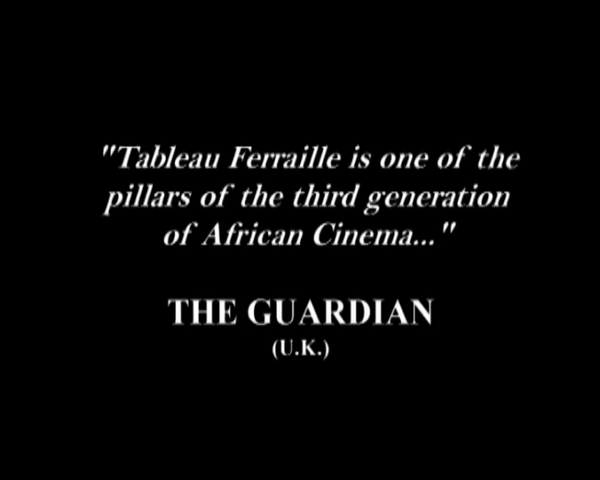 "Tableau Ferraille is one of the
pillars of the third generation
of African Cinema..."
THE GUARDIAN
(U.K.)